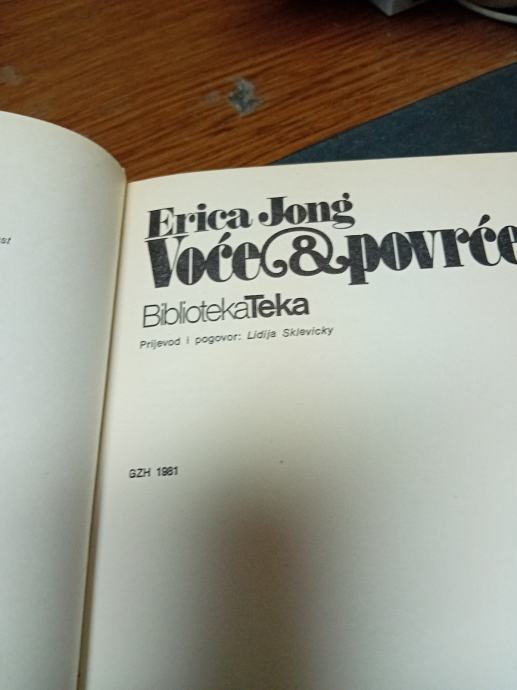 Erica Jong
Voće & povrće
BibliotekaTeka
Prijevod i pogovor: Lidija Sklevicky
GZH 1981